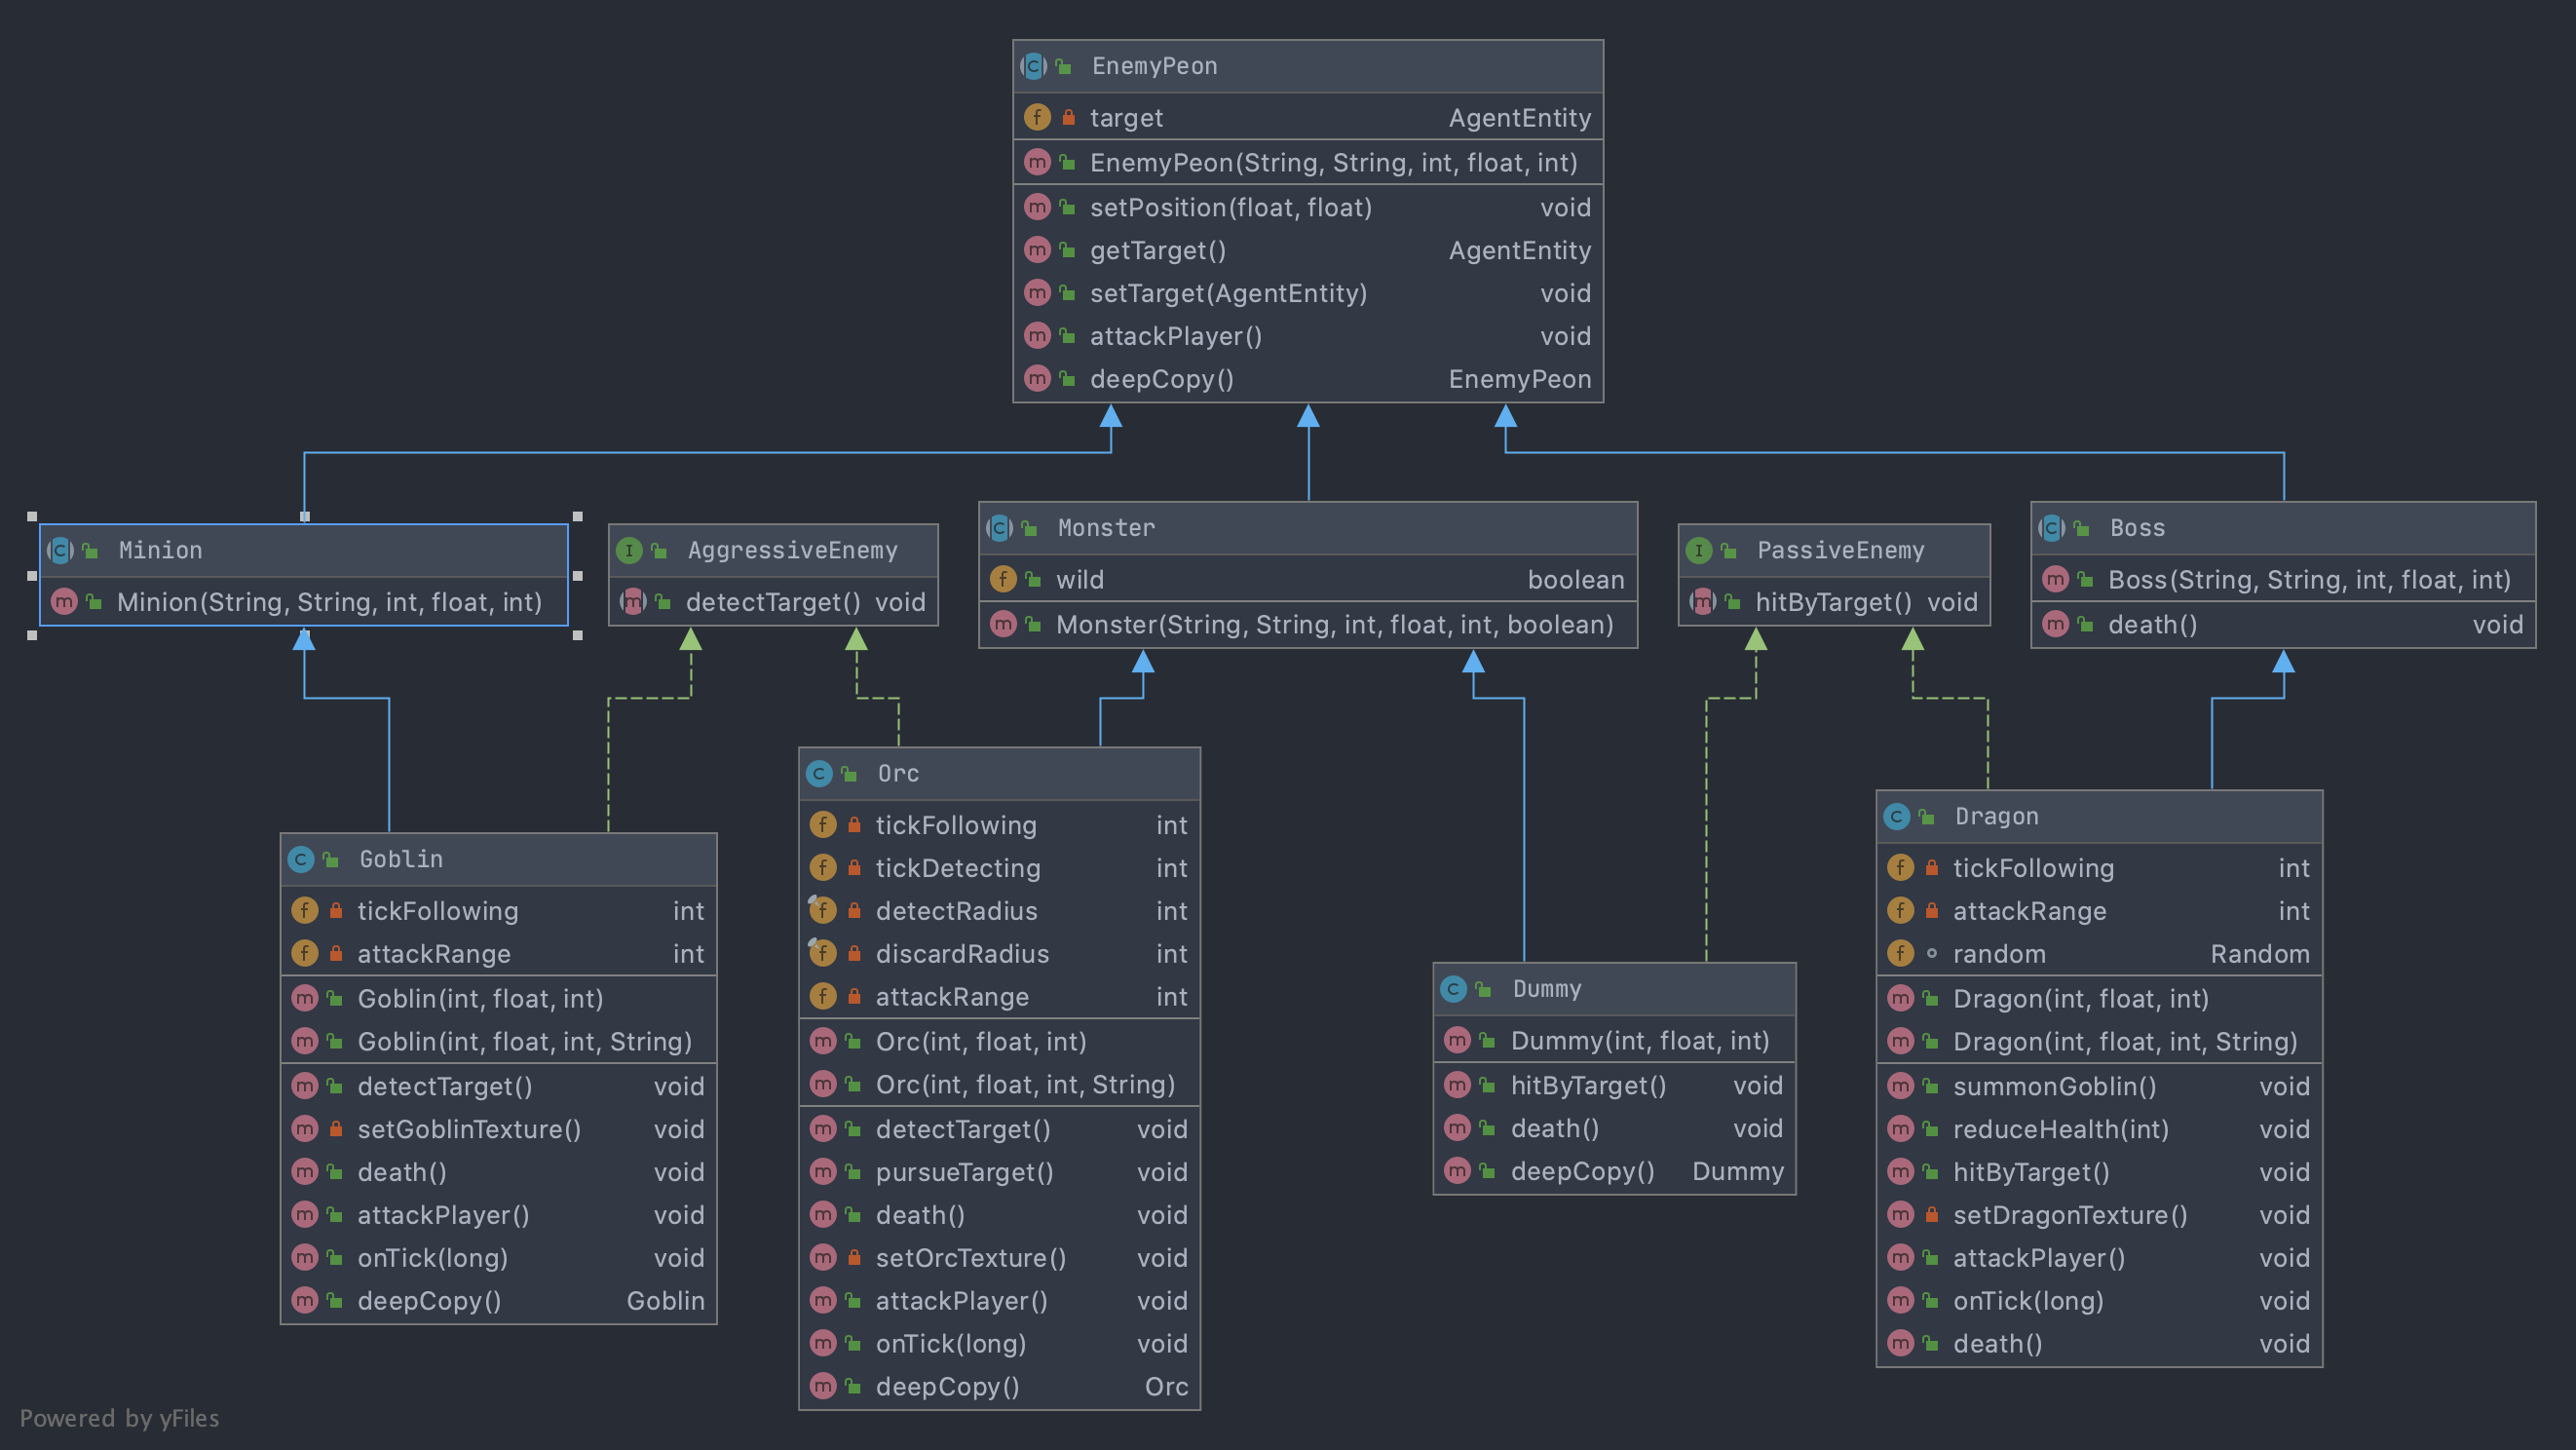 EnemyPeon
target AgentEntity
EnemyPeon(String, String, int, float, int)
setPosition(float, float) void
getTarget() AgentEntity
setTarget(AgentEntity) void
attackPlayer() void
deepCopy() EnemyPeon
Minion
Minion(String, String, int, float, int)
AggressiveEnemy
detectTarget() void
Monster
wild boolean
Monster(String, String, int, float, int, boolean)
PassiveEnemy
hitByTarget() void
Boss
Boss(String, String, int, float, int)
death() void
Goblin
tickFollowing int
attackRange int
Goblin(int, float, int)
Goblin(int, float, int, String)
detectTarget() void
setGoblinTexture() void
death() void
attackPlayer() void
onTick(long) void
deepCopy() Goblin
Orc
tickFollowing int
tickDetecting int
detectRadius int
discardRadius int
attackRange int
Orc(int, float, int)
Orc(int, float, int, String)
detectTarget() void
pursueTarget() void
death() void
setOrcTexture() void
attackPlayer() void
onTick(long) void
deepCopy() Orc
Dummy
Dummy(int, float, int)
hitByTarget() void
death() void
deepCopy() Dummy
Dragon
tickFollowing int
attackRange int
random Random
Dragon(int, float, int)
Dragon(int, float, int, String)
summonGoblin() void
reduceHealth(int) void
hitByTarget() void
setDragonTexture() void
attackPlayer() void
onTick(long) void
death() void
Powered by yFiles